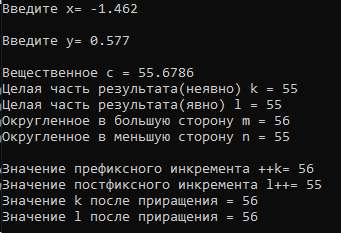 Введите x= -1.462
Введите y= 0.577
Вещественное c = 55.6786
Целая часть результата(неявно) k = 55
Целая часть результата(явно) l = 55
Округленное в большую сторону m = 56
Округленное в меньшую сторону n = 55
Значение префиксного инкремента ++k= 56
Значение постфиксного инкремента l++= 55
Значение k после приращения = 56
Значение l после приращения = 56